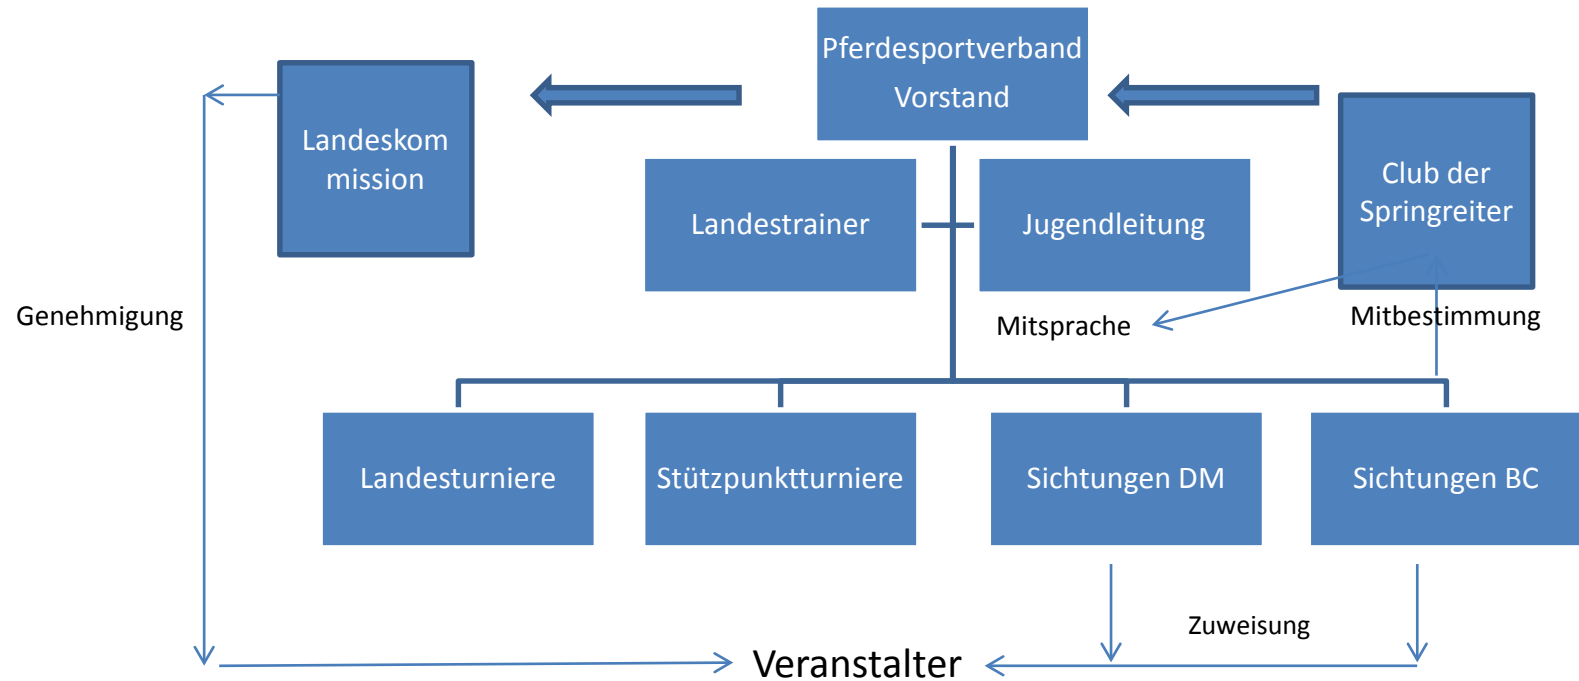 Pferdesportverband
Vorstand
Landeskom
mission
Club der
Springreiter
Landestrainer
Jugendleitung
Genehmigung
Mitsprache
Mitbestimmung
Landesturniere
Stützpunktturniere
Sichtungen DM
Sichtungen BC
Zuweisung
Veranstalter